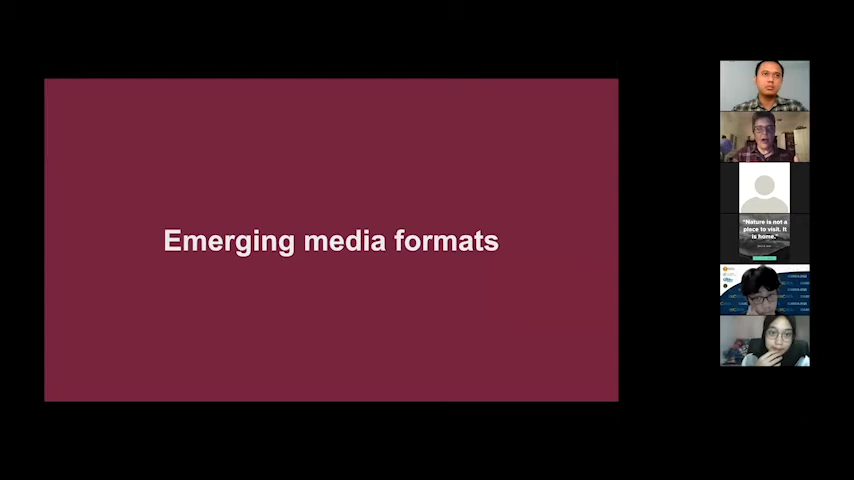 Emerging media formats
"Nature is not a
place to visit. It
is home."